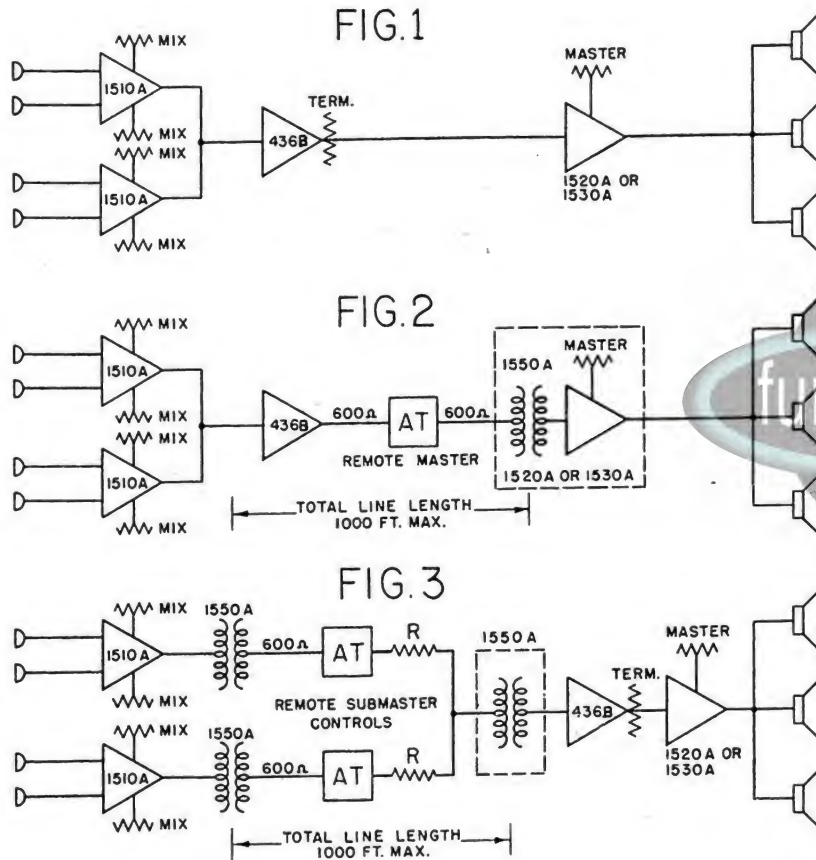 FIG.1
MIX
MASTER
1510A
TERM.
MIX
436B
MIX
1510A
1520A OR
1530A
MIX
FIG.2
MIX
MASTER
1510A
1550A
fu
MIX
436B
600Ω
AT
600Ω
MIX
REMOTE MASTER
1510A
1520A OR 1530A
MIX
TOTAL LINE LENGTH
1000 FT. MAX.
FIG.3
MIX
1550A
R
1550A
MASTER
1510A
600Ω
AT
TERM.
MIX
REMOTE SUBMASTER
CONTROLS
436B
MIX
1550A
R
1520A OR
1530A
1510A
600Ω
AT
MIX
TOTAL LINE LENGTH
1000 FT. MAX.